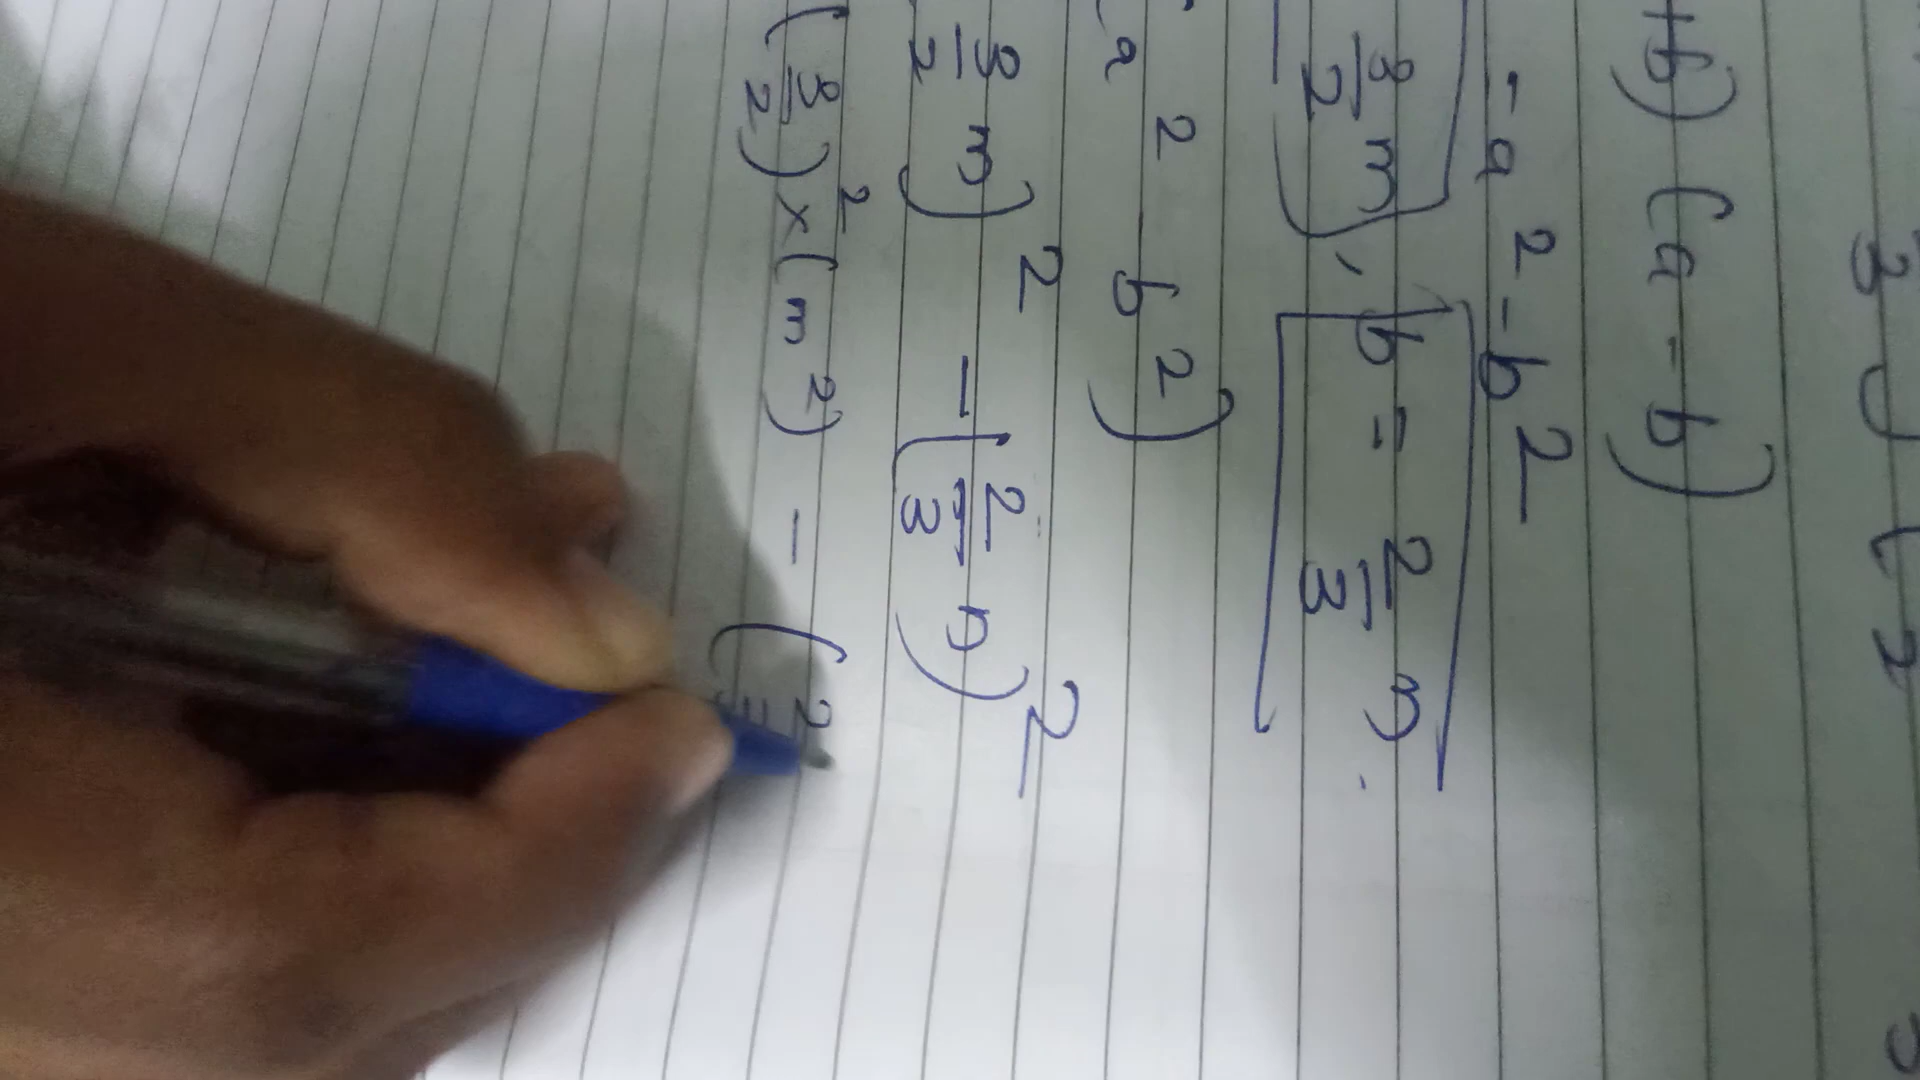 +b) (a - b)
= a² - b²
3/2 m, b = 2/3 n.
(a² b²)
3/2 m)² - (2/3 n)²
(3/2)² × (m²) - (2